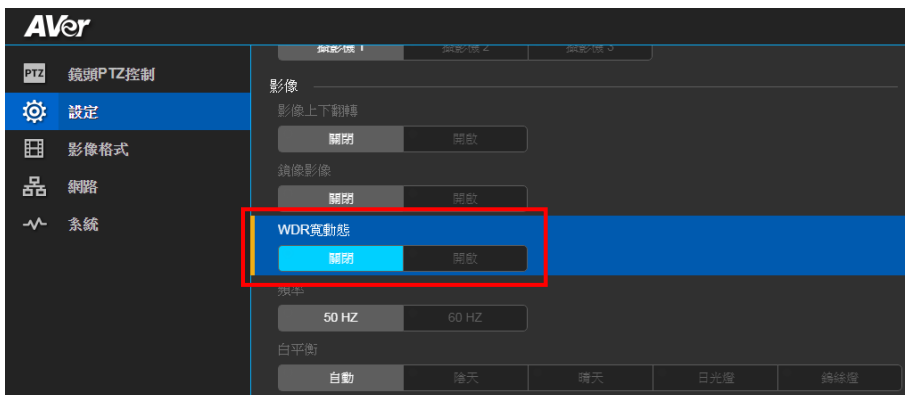 AVer
攝影機 1 攝影機 2 攝影機 3
PTZ 鏡頭PTZ控制
設定
影像格式
網路
系統
影像
影像上下翻轉
關閉 開啟
鏡像影像
關閉 開啟
WDR寬動態
關閉 開啟
頻率
50 HZ 60 HZ
白平衡
自動 陰天 晴天 日光燈 鎢絲燈